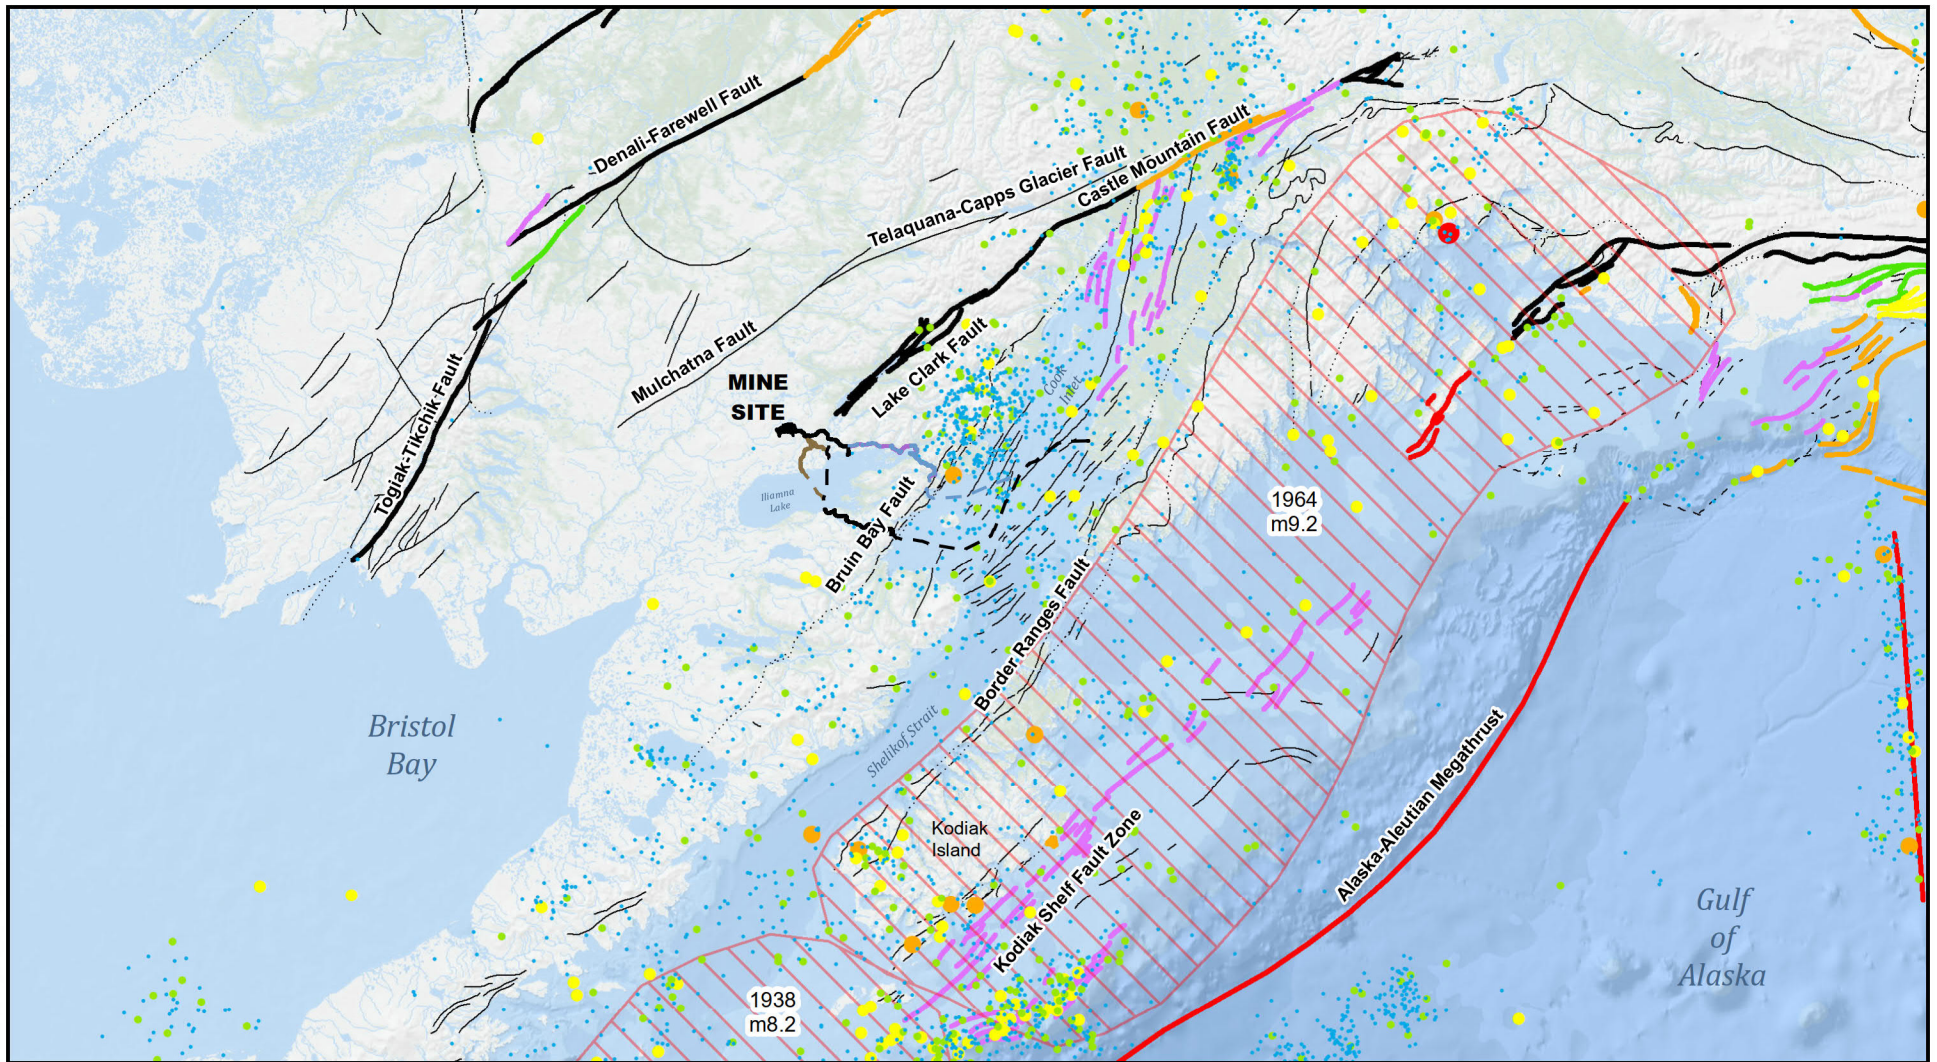 Denali-Farewell Fault
Telaquana-Capps Glacier Fault
Castle Mountain Fault
Mulchatna Fault
Lake Clark Fault
MINE
SITE
Togiak-Tikchik Fault
Cook
Inlet
Iliamna
Lake
Bruin Bay Fault
1964
m9.2
Border Ranges Fault
Bristol
Bay
Shelikof Strait
Kodiak
Island
Kodiak Shelf Fault Zone
Alaska-Aleutian Megathrust
Gulf
of
Alaska
1938
m8.2